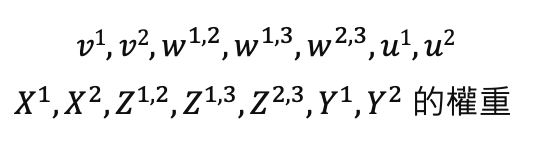 v¹, v², w¹,², w¹,³, w²,³, u¹, u²
X¹, X², Z¹,², Z¹,³, Z²,³, Y¹, Y² 的權重